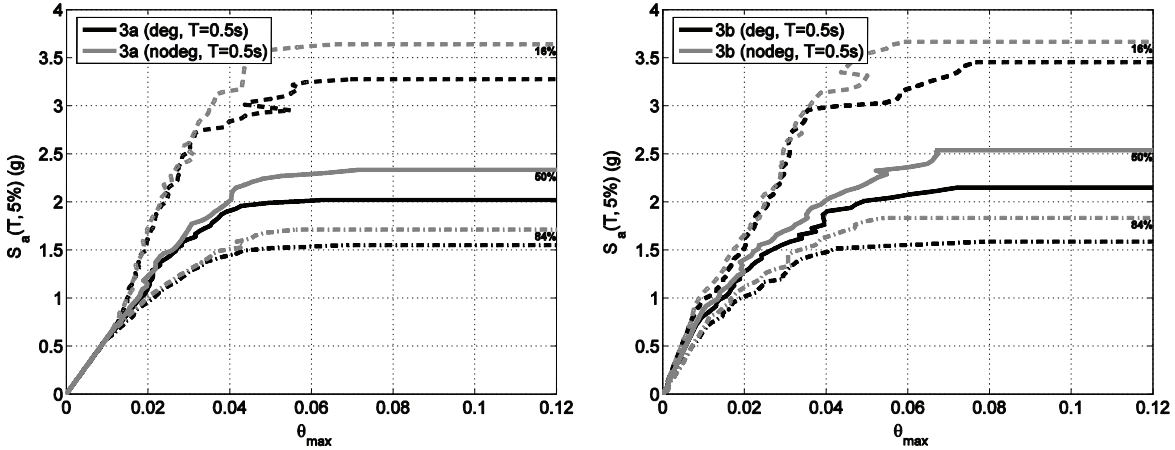 3a (deg, T=0.5s)
3a (nodeg, T=0.5s)
4
3.5
3
2.5
2
1.5
1
0.5
0
S a (T, 5%) (g)
16%
50%
84%
0 0.02 0.04 0.06 0.08 0.1 0.12
θ max
3b (deg, T=0.5s)
3b (nodeg, T=0.5s)
4
3.5
3
2.5
2
1.5
1
0.5
0
S a (T, 5%) (g)
16%
50%
84%
0 0.02 0.04 0.06 0.08 0.1 0.12
θ max